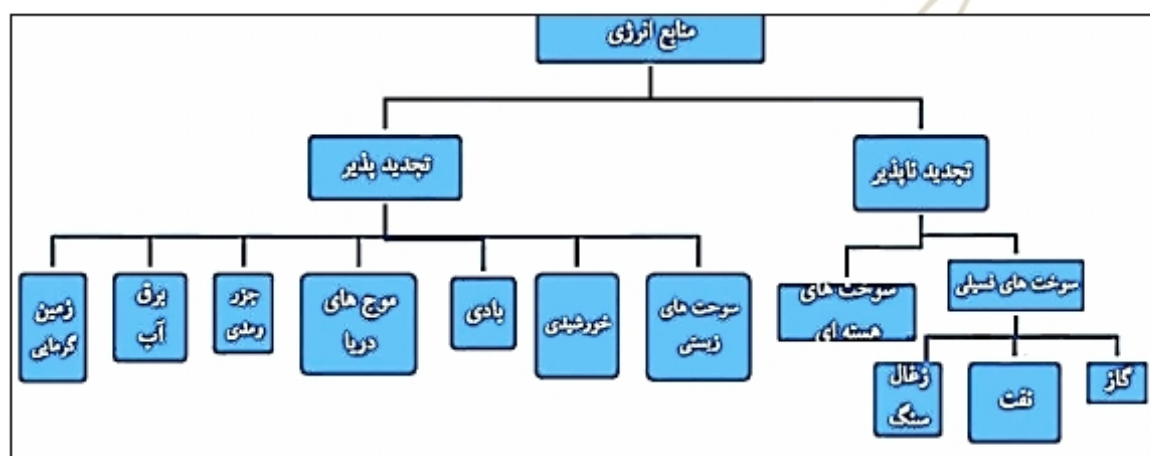 منابع انرژی
تجدید ناپذیر
تجدید پذیر
سوخت های فسیلی
سوخت های
هسته ای
گاز
نفت
زغال
سنگ
سوحت های
زیستی
خورشیدی
بادی
موج های
دریا
جزر
ومدی
برق
آب
زمین
گرمایی